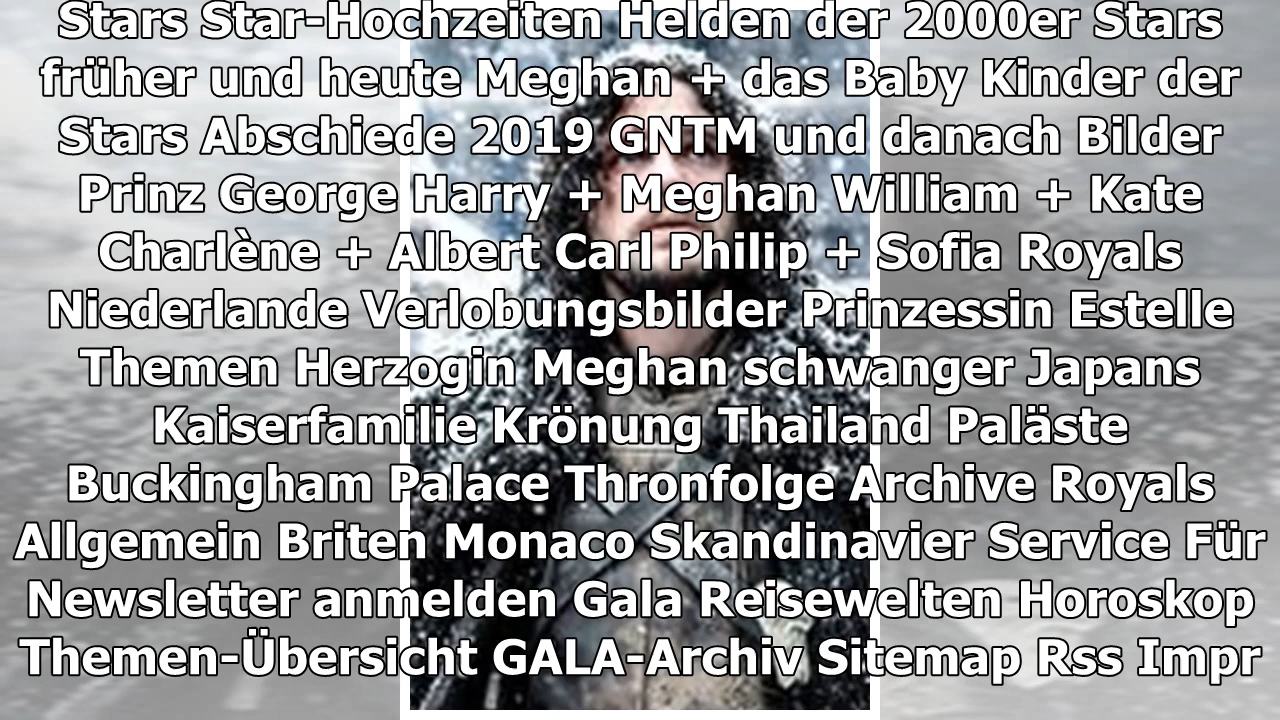 Stars Star-Hochzeiten Helden der 2000er Stars
früher und heute Meghan + das Baby Kinder der
Stars Abschiede 2019 GNTM und danach Bilder
Prinz George Harry + Meghan William + Kate
Charlène + Albert Carl Philip + Sofia Royals
Niederlande Verlobungsbilder Prinzessin Estelle
Themen Herzogin Meghan schwanger Japans
Kaiserfamilie Krönung Thailand Paläste
Buckingham Palace Thronfolge Archive Royals
Allgemein Briten Monaco Skandinavier Service Für
Newsletter anmelden Gala Reisewelten Horoskop
Themen-Übersicht GALA-Archiv Sitemap Rss Impr